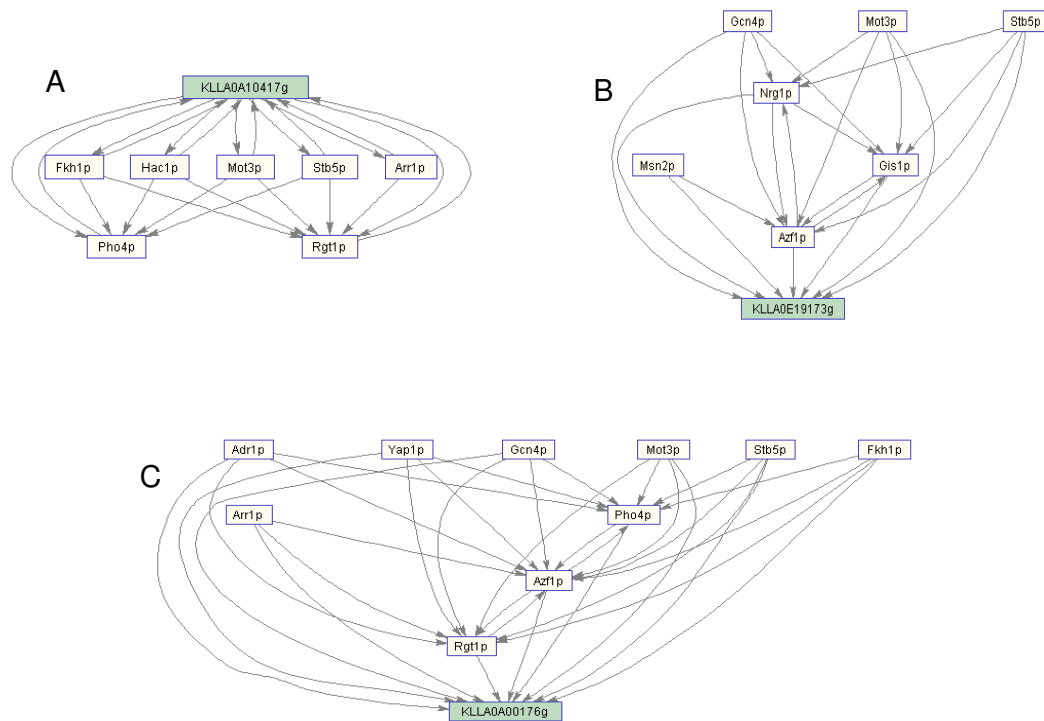 A
KLLA0A10417g
Fkh1p Hac1p Mot3p Stb5p Arr1p
Pho4p Rgt1p
B
Gcn4p Mot3p Stb5p
Nrg1p
Msn2p Gis1p
Azf1p
KLLA0E19173g
C
Adr1p Yap1p Gcn4p Mot3p Stb5p Fkh1p
Arr1p Pho4p
Azf1p
Rgt1p
KLLA0A00176g